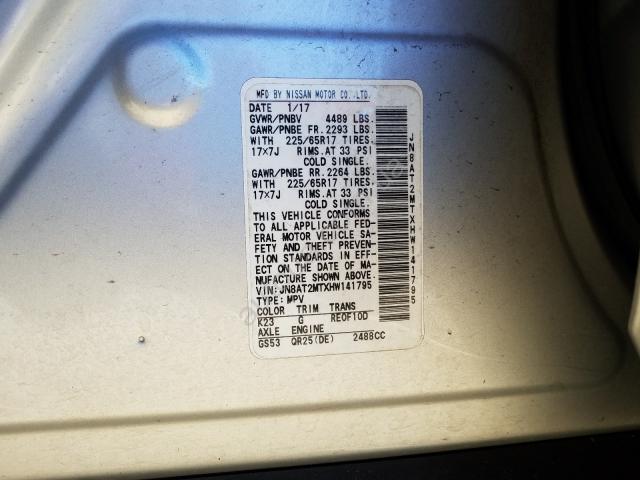 MFD BY NISSAN MOTOR CO.,LTD.
DATE 1/17
GVWR/PNBV 4489 LBS.
GAWR/PNBE FR. 2293 LBS.
WITH 225/65R17 TIRES.
17×7J RIMS.AT 33 PSI
COLD SINGLE.
GAWR/PNBE RR. 2264 LBS.
WITH 225/65R17 TIRES.
17×7J RIMS.AT 33 PSI
COLD SINGLE.
THIS VEHICLE CONFORMS
TO ALL APPLICABLE FED-
ERAL MOTOR VEHICLE SA-
FETY AND THEFT PREVEN-
TION STANDARDS IN EFF-
ECT ON THE DATE OF MA-
NUFACTURE SHOWN ABOVE.
VIN:JN8AT2MTXHW141795
TYPE:MPV
COLOR TRIM TRANS
K23 G RE0F10D
AXLE ENGINE
GS53 QR25(DE) 2488CC
JN8AT2MTXHW141795